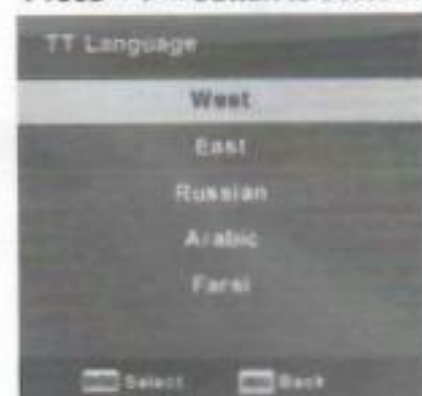 TT Language
West
East
Russian
Arabic
Farsi
Select Back